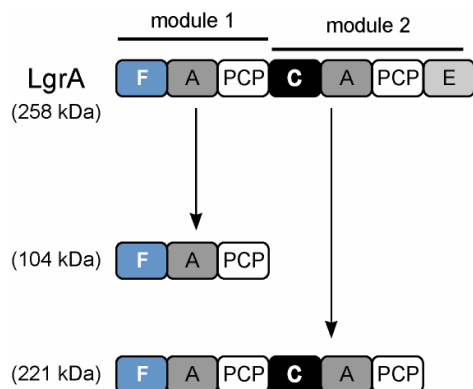 module 1
module 2
LgrA F A PCP C A PCP E
(258 kDa)
(104 kDa) F A PCP
(221 kDa) F A PCP C A PCP